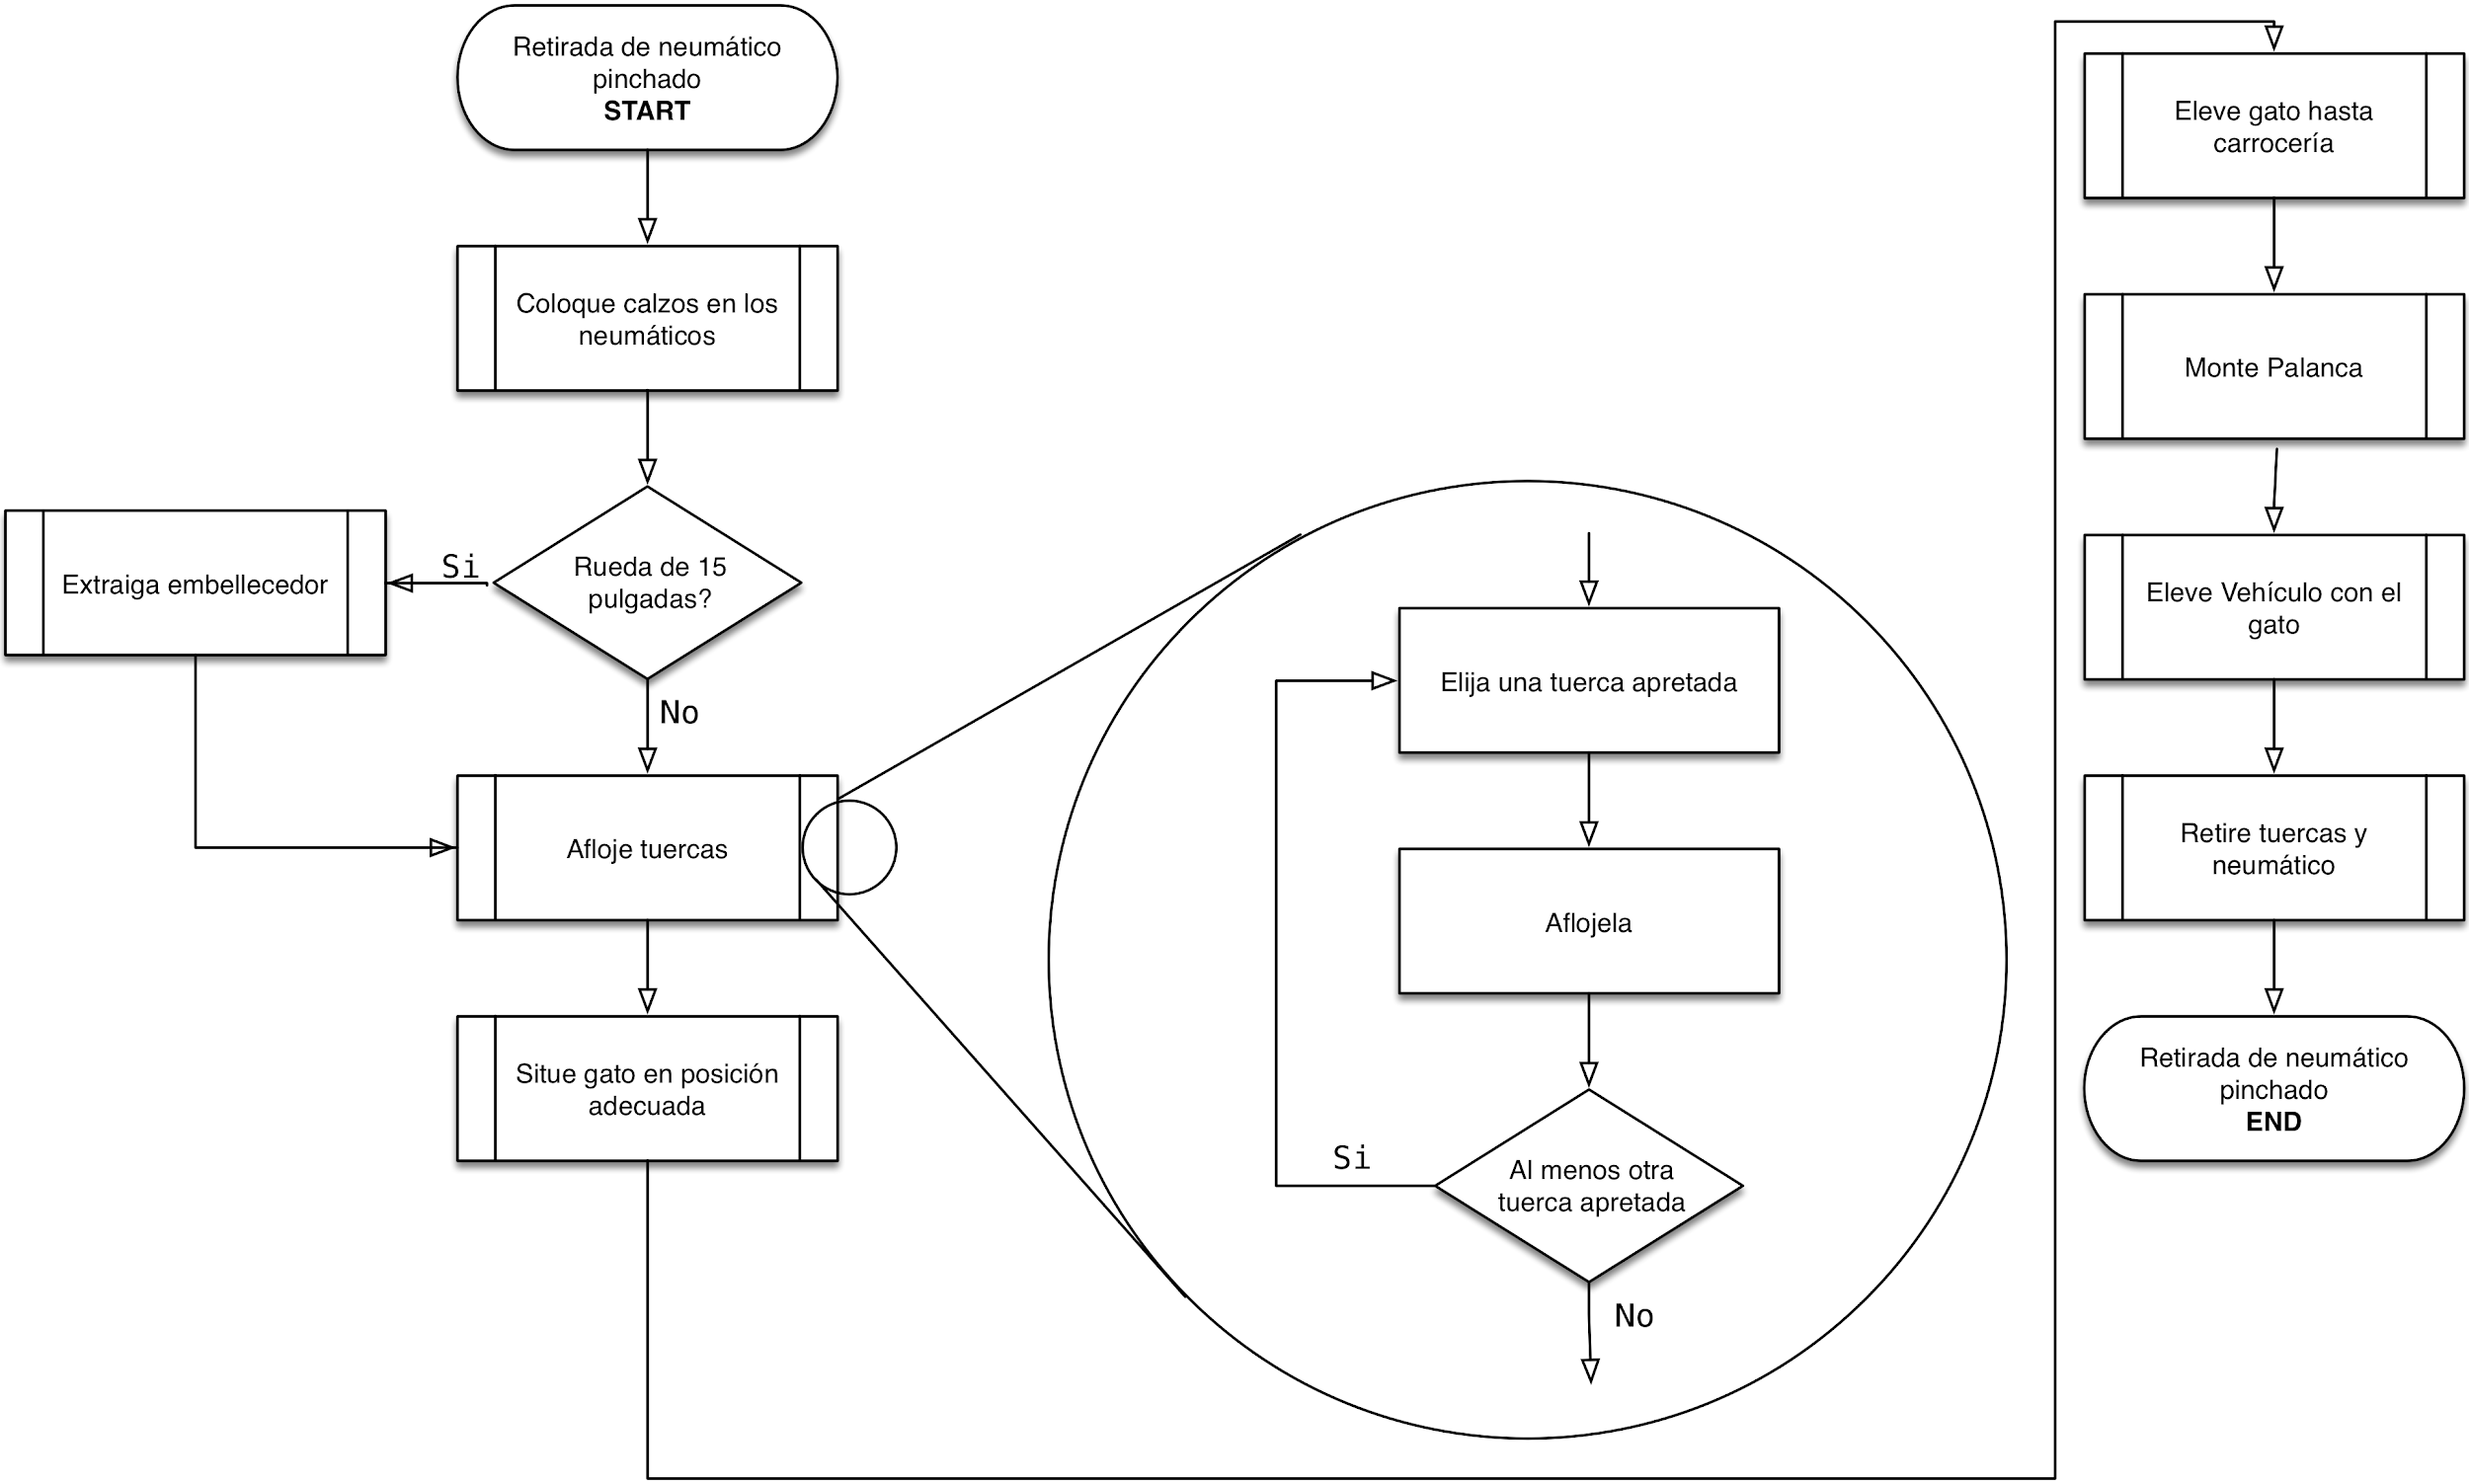 Retirada de neumático
pinchado
START
Coloque calzos en los
neumáticos
Rueda de 15
pulgadas?
Si
Extraiga embellecedor
No
Afloje tuercas
Situe gato en posición
adecuada
Elija una tuerca apretada
Aflojela
Al menos otra
tuerca apretada
Si
No
Eleve gato hasta
carrocería
Monte Palanca
Eleve Vehículo con el
gato
Retire tuercas y
neumático
Retirada de neumático
pinchado
END